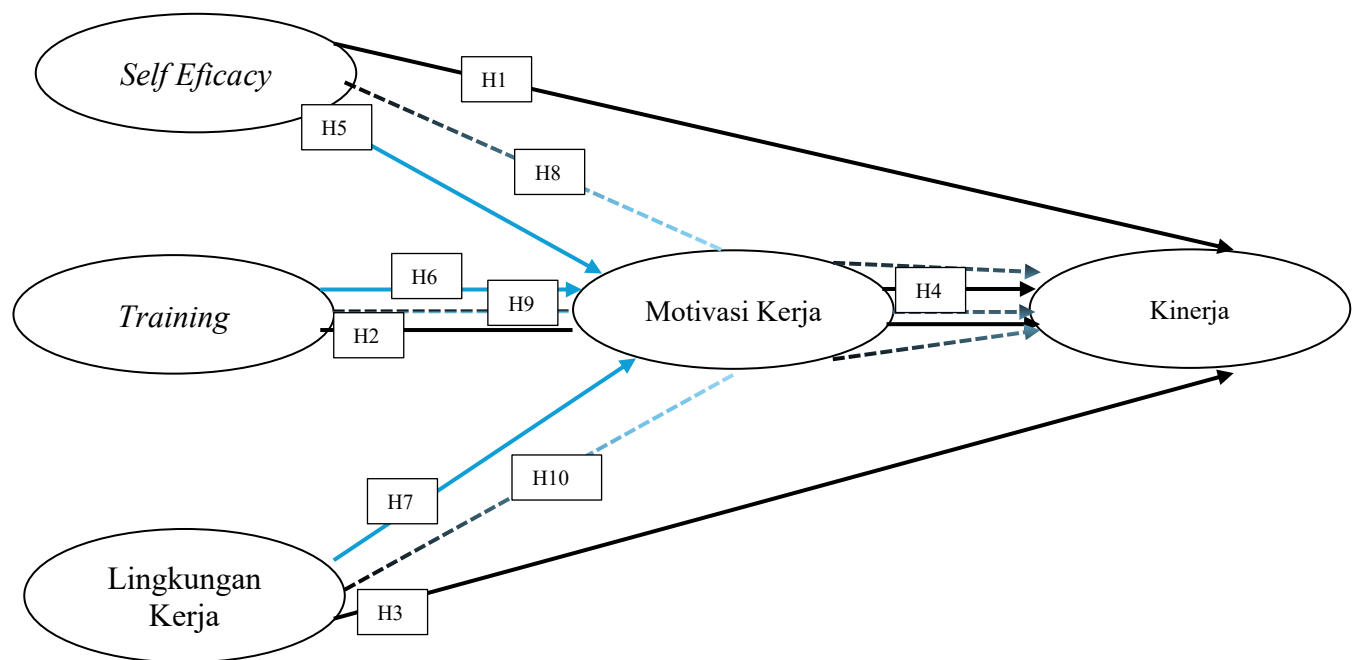 Self Eficacy
H1
H5
H8
H6
H9
H4
Training
H2
Motivasi Kerja
Kinerja
H7
H10
Lingkungan
Kerja
H3